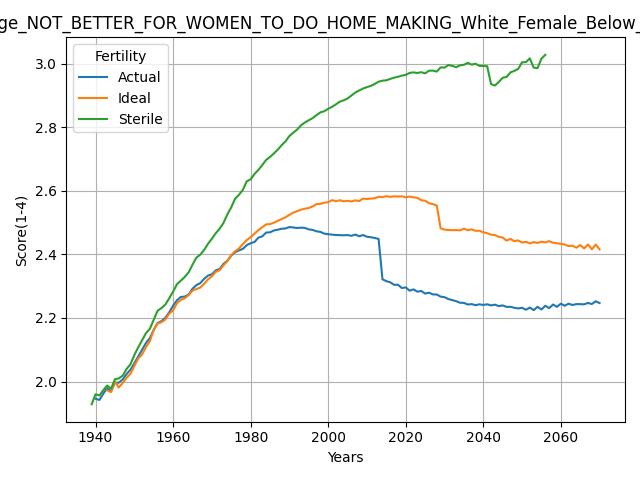 ge_NOT_BETTER_FOR_WOMEN_TO_DO_HOME_MAKING_White_Female_Below_
Fertility
Actual
Ideal
Sterile
Score(1-4)
3.0
2.8
2.6
2.4
2.2
2.0
1940 1960 1980 2000 2020 2040 2060
Years